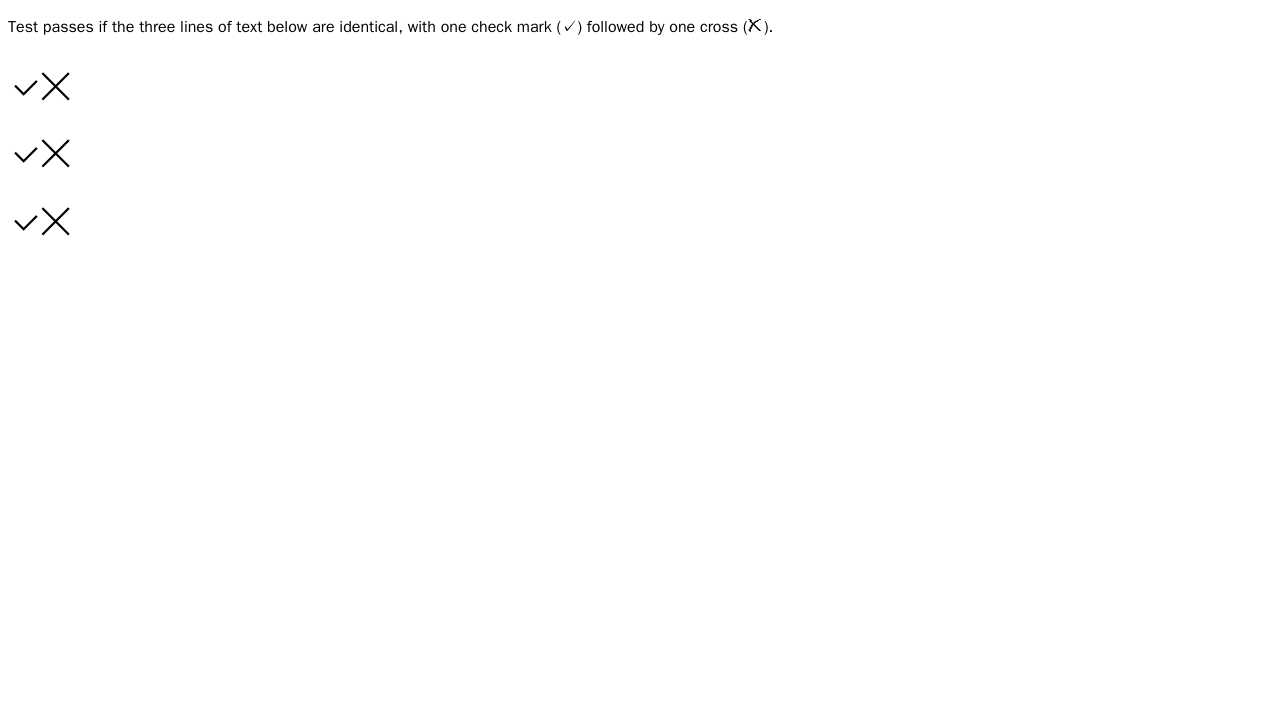 Test passes if the three lines of text below are identical, with one check mark (✓) followed by one cross (✗).
✓✗
✓✗
✓✗